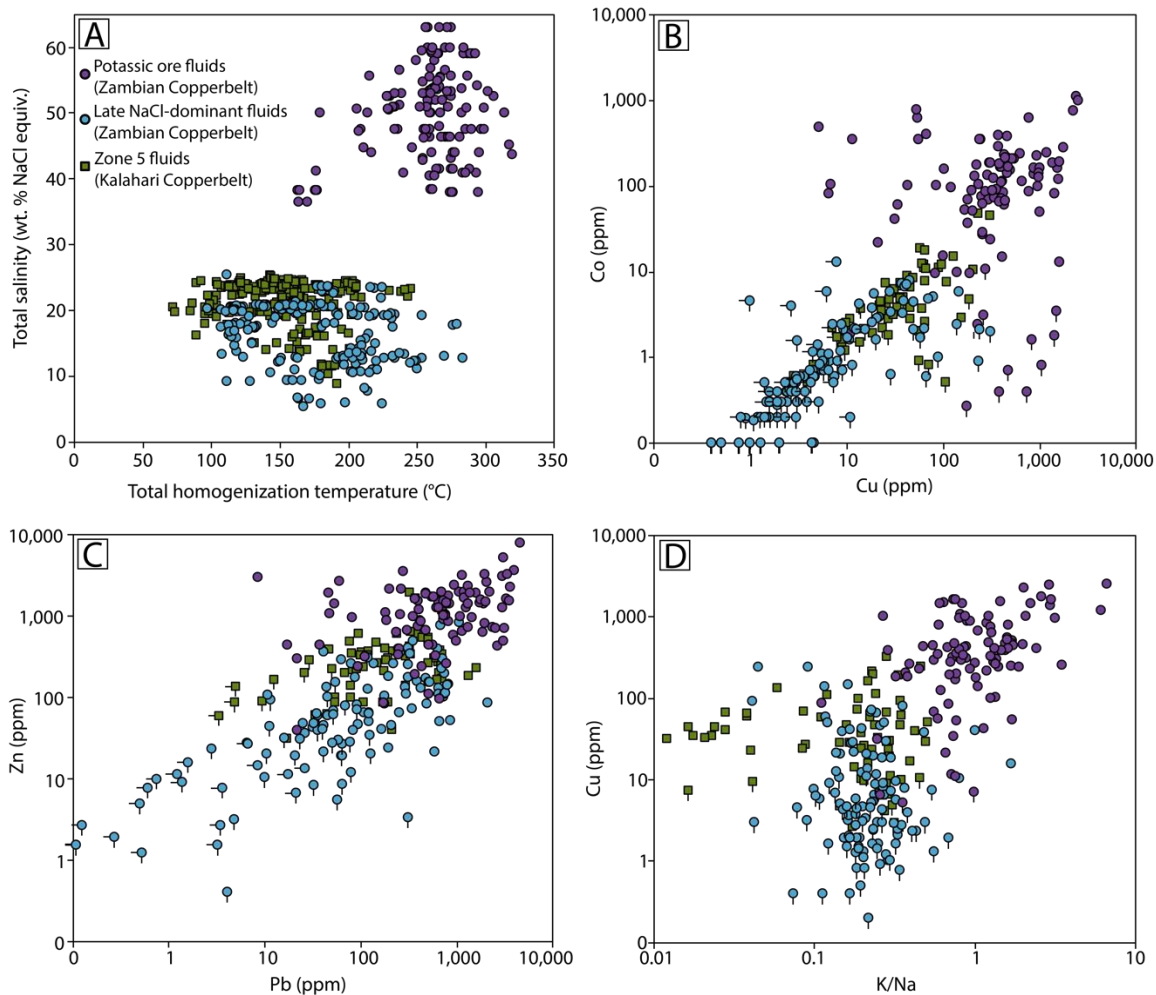 A
Potassic ore fluids
(Zambian Copperbelt)
Late NaCl-dominant fluids
(Zambian Copperbelt)
Zone 5 fluids
(Kalahari Copperbelt)
Total salinity (wt. % NaCl equiv.)
60
50
40
30
20
10
0
0 50 100 150 200 250 300 350
Total homogenization temperature (°C)
B
Co (ppm)
10,000
1,000
100
10
1
0
0 1 10 100 1,000 10,000
Cu (ppm)
C
Zn (ppm)
10,000
1,000
100
10
1
0
0 1 10 100 1,000 10,000
Pb (ppm)
D
Cu (ppm)
10,000
1,000
100
10
1
0
0.01 0.1 1 10
K/Na